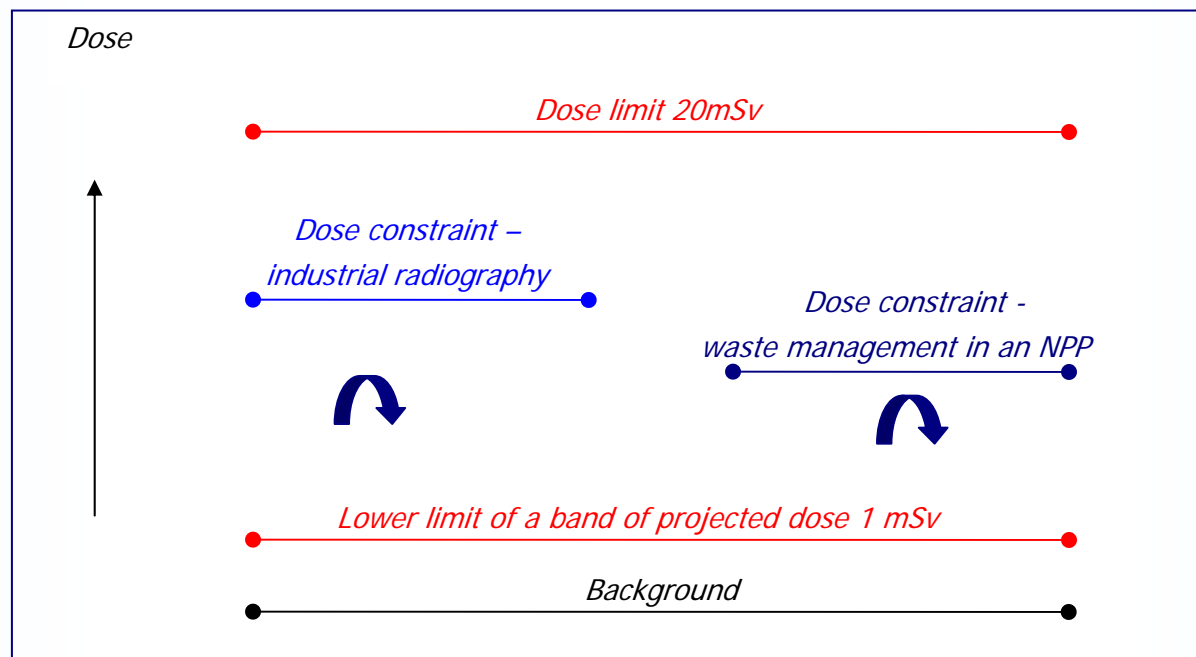 Dose
Dose limit 20mSv
Dose constraint –
industrial radiography
Dose constraint -
waste management in an NPP
Lower limit of a band of projected dose 1 mSv
Background